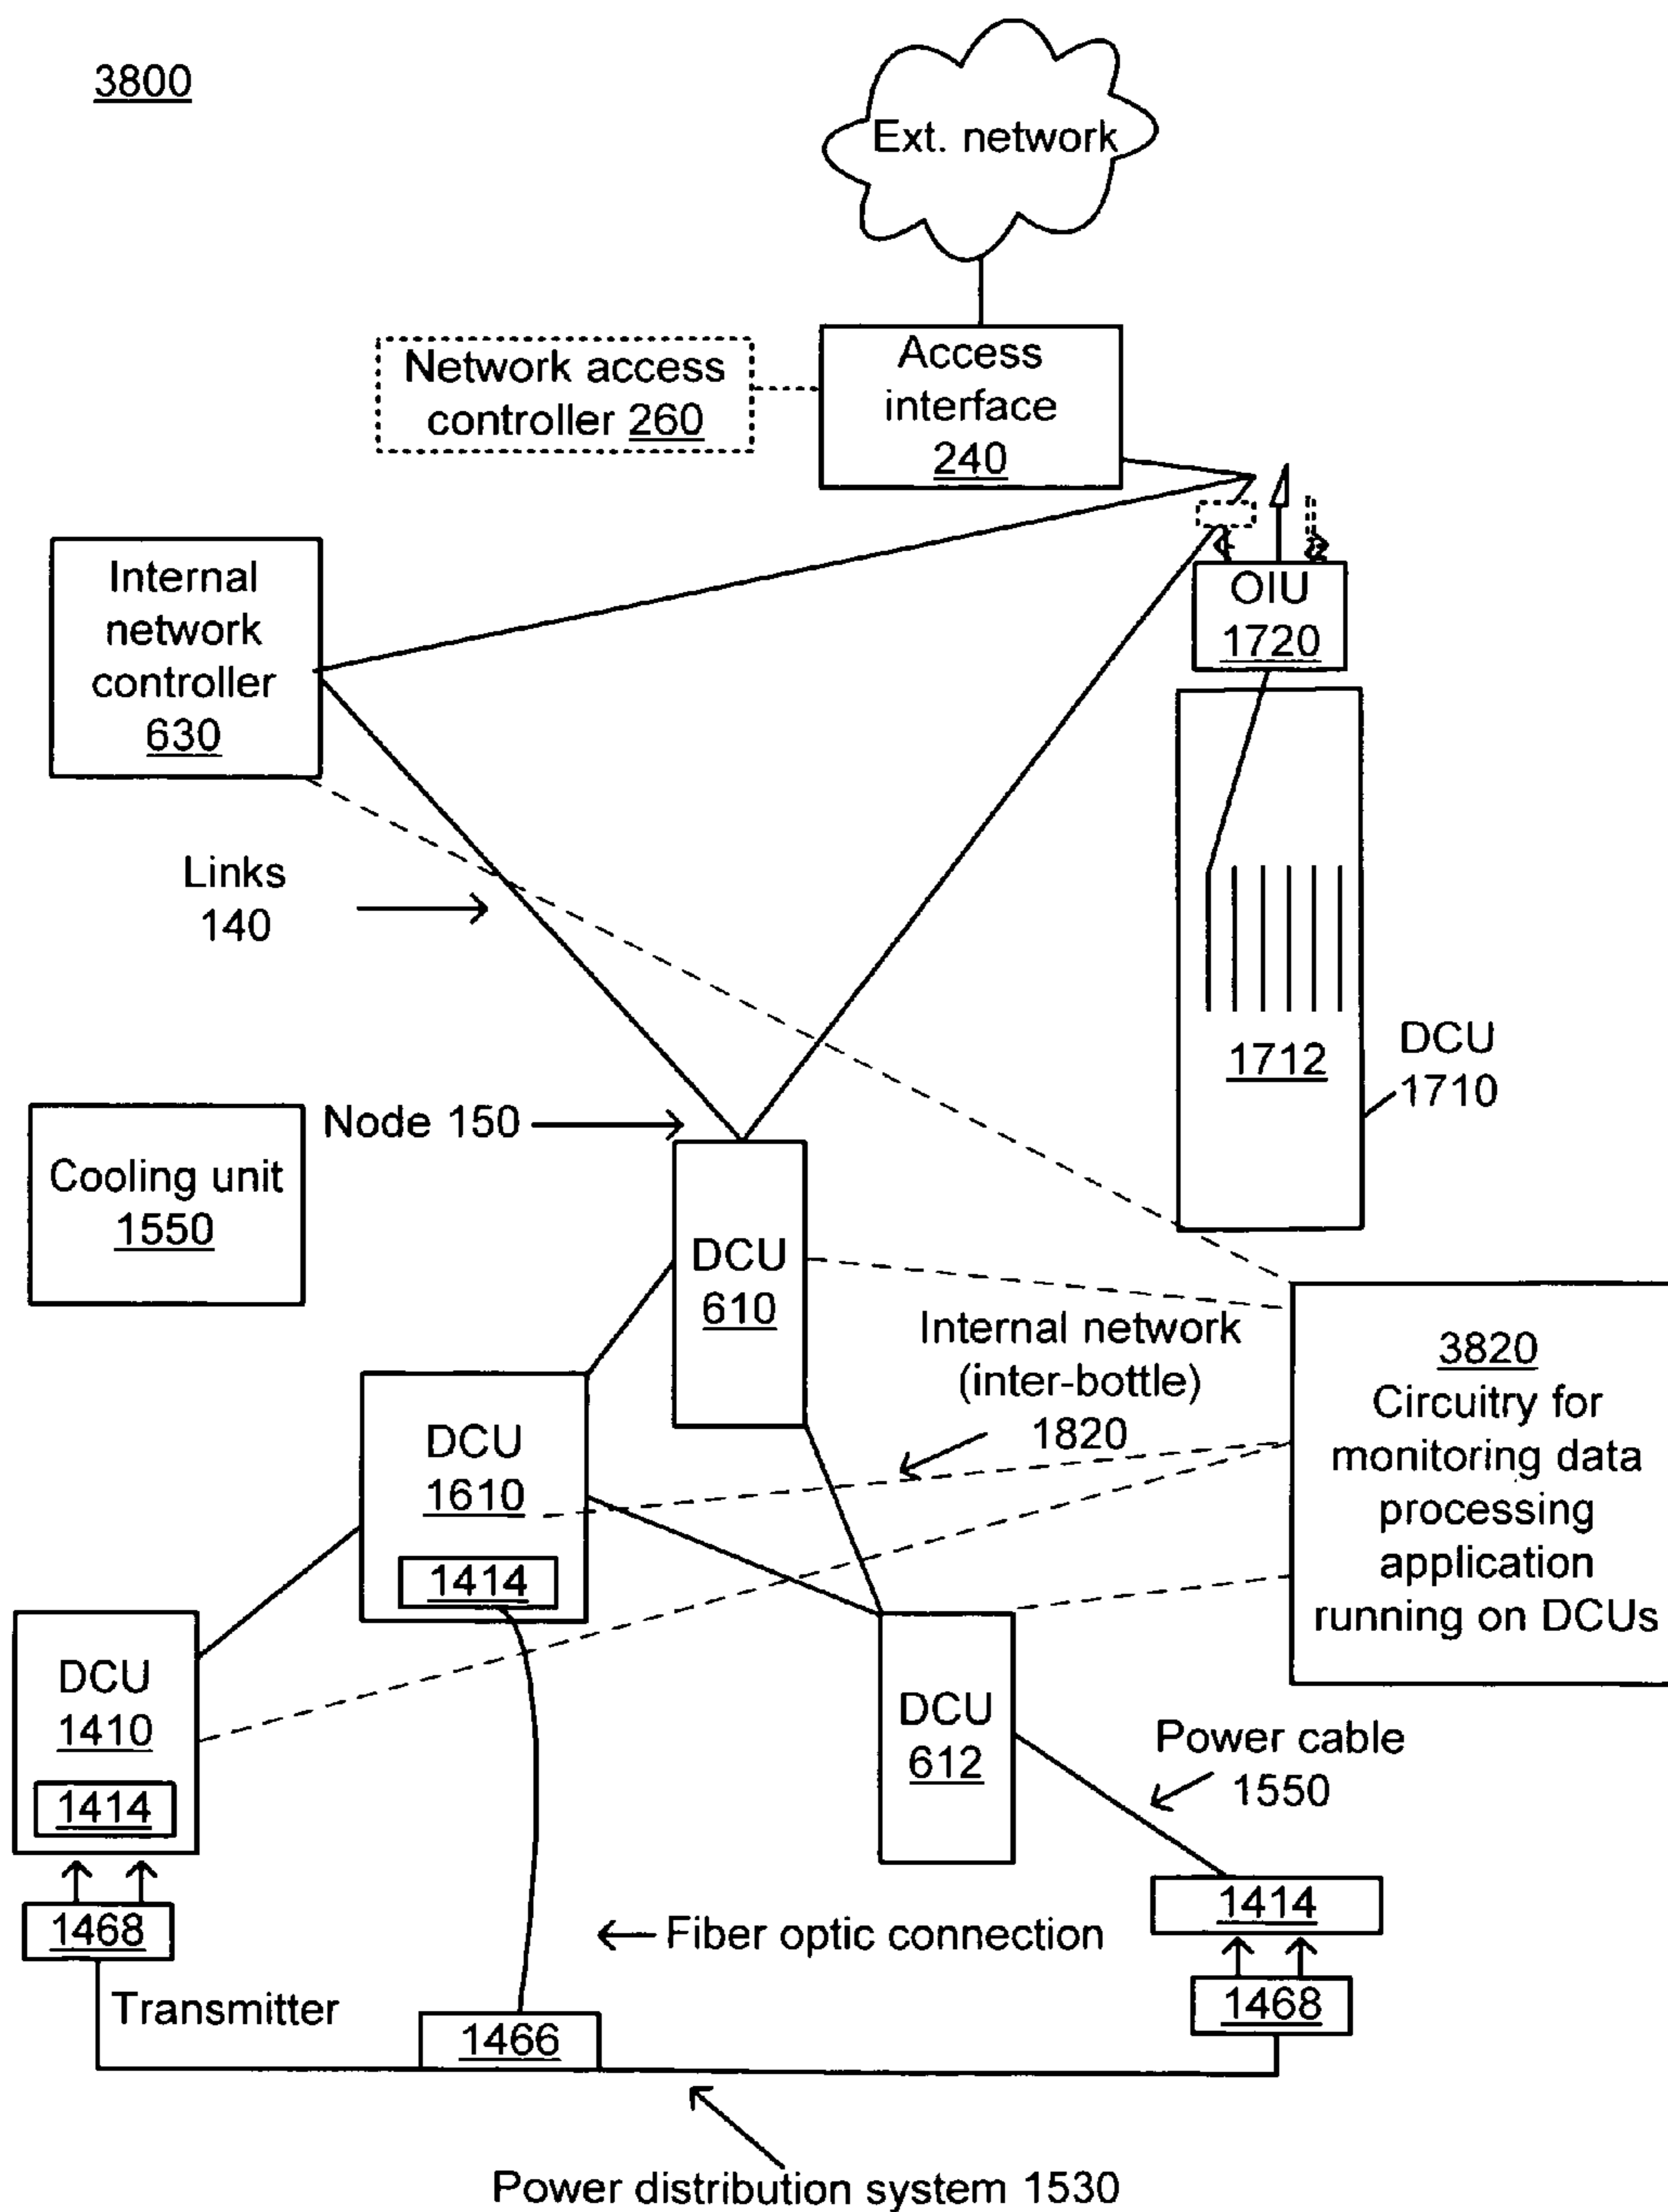 3800
Ext. network
Network access
controller 260
Access
interface
240
Internal
network
controller
630
OIU
1720
Links
140
1712
DCU
1710
Node 150
Cooling unit
1550
DCU
610
Internal network
(inter-bottle)
1820
3820
Circuitry for
monitoring data
processing
application
running on DCUs
DCU
1610
1414
DCU
1410
1414
DCU
612
Power cable
1550
1468
Fiber optic connection
1414
Transmitter
1466
1468
Power distribution system 1530